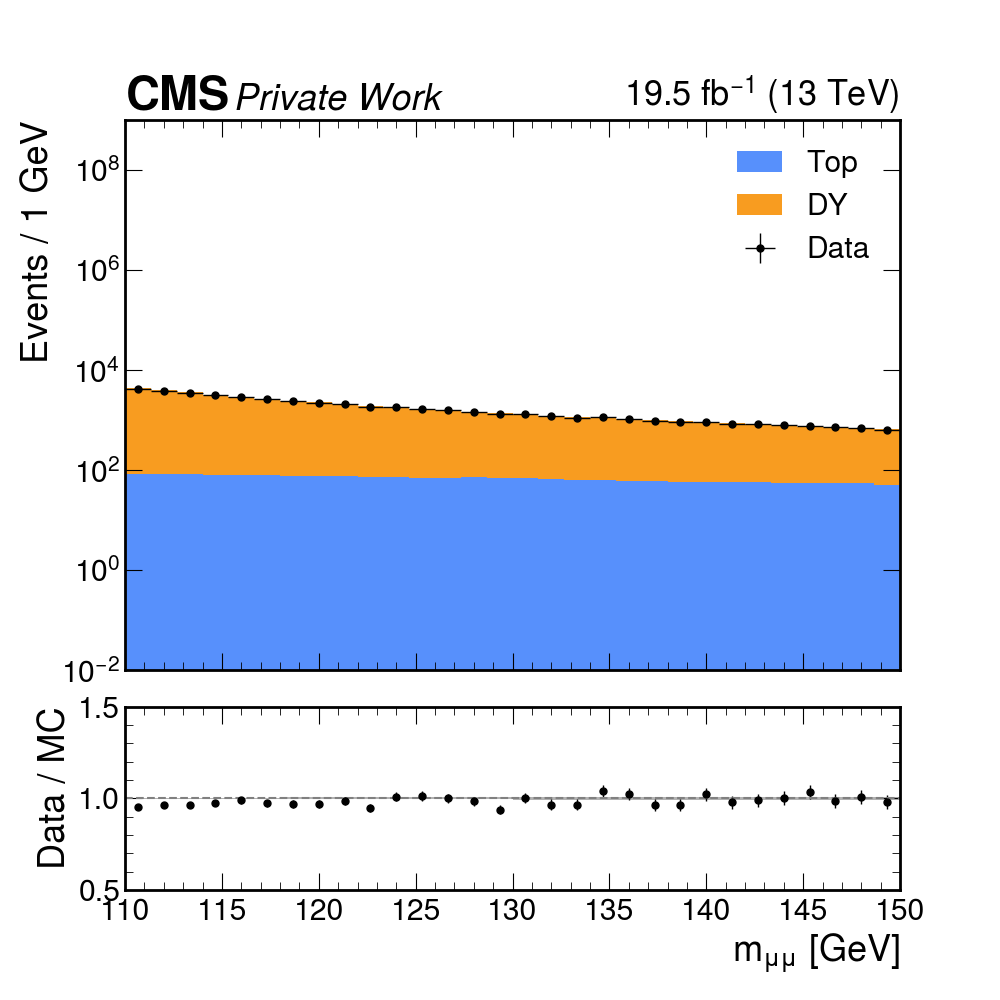 CMS Private Work 19.5 fb⁻¹ (13 TeV)
Events / 1 GeV
10⁸
10⁶
10⁴
10²
10⁰
10⁻²
Top
DY
Data
Data / MC
1.5
1.0
0.5
110 115 120 125 130 135 140 145 150
m_μμ [GeV]